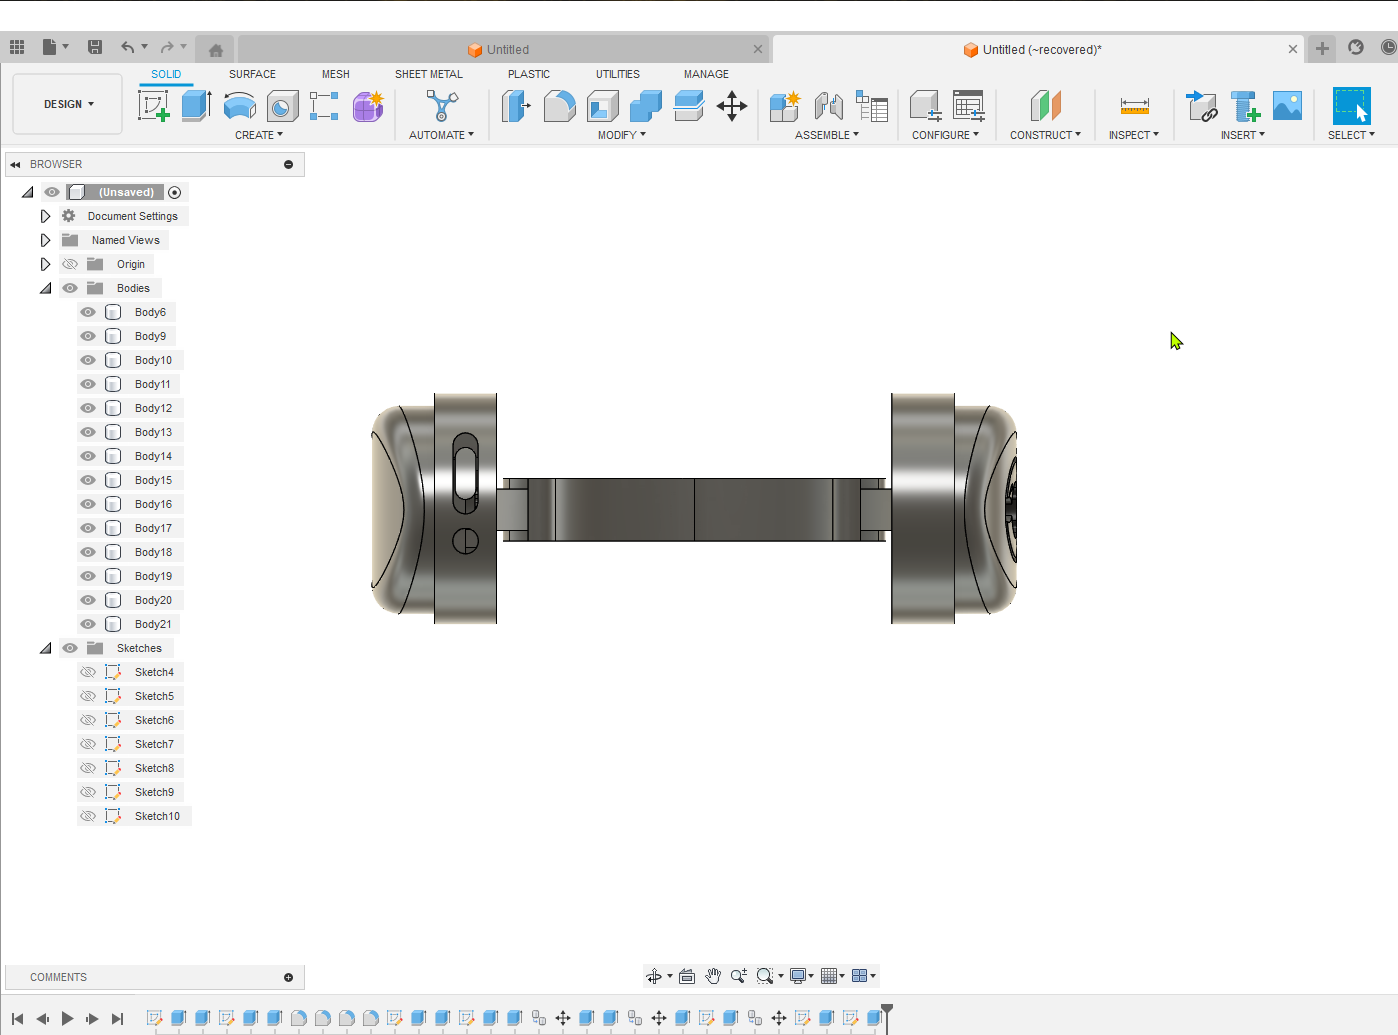 Untitled
Untitled (~recovered)*
DESIGN
SOLID
SURFACE
MESH
SHEET METAL
PLASTIC
UTILITIES
MANAGE
CREATE
AUTOMATE
MODIFY
ASSEMBLE
CONFIGURE
CONSTRUCT
INSPECT
INSERT
SELECT
BROWSER
(Unsaved)
Document Settings
Named Views
Origin
Bodies
Body6
Body9
Body10
Body11
Body12
Body13
Body14
Body15
Body16
Body17
Body18
Body19
Body20
Body21
Sketches
Sketch4
Sketch5
Sketch6
Sketch7
Sketch8
Sketch9
Sketch10
COMMENTS